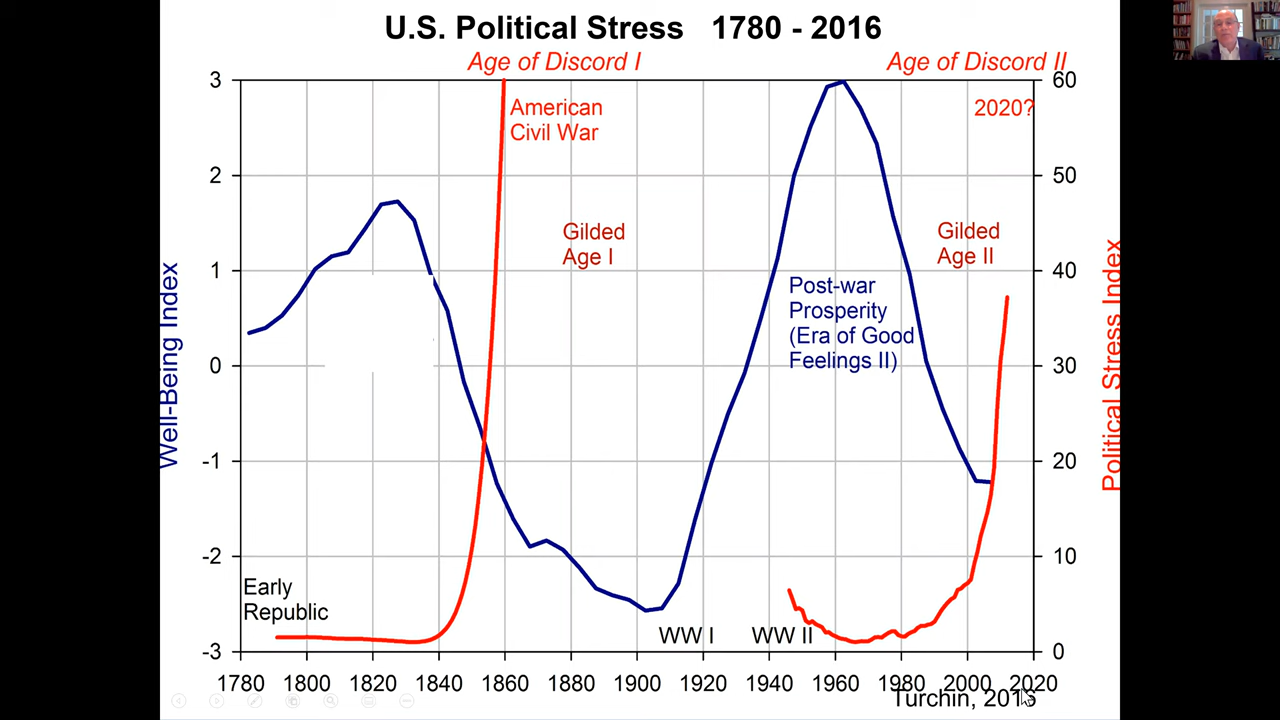 U.S. Political Stress 1780 - 2016
Age of Discord I
Age of Discord II
3
2
1
0
-1
-2
-3
Well-Being Index
60
50
40
30
20
10
0
Political Stress Index
American
Civil War
2020?
Gilded
Age I
Gilded
Age II
Post-war
Prosperity
(Era of Good
Feelings II)
Early
Republic
WW I
WW II
1780 1800 1820 1840 1860 1880 1900 1920 1940 1960 1980 2000 2020
Turchin,